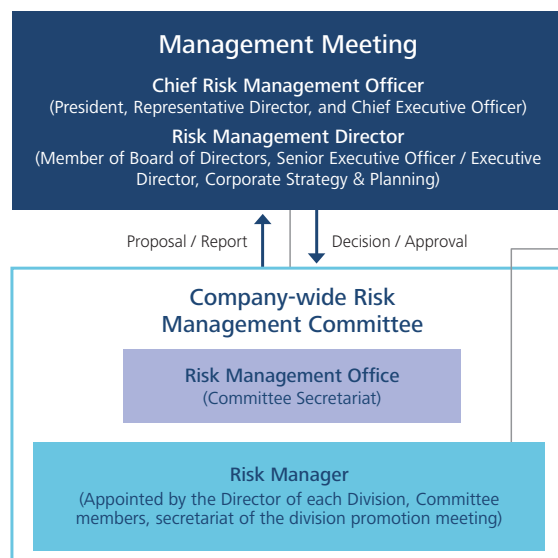 Management Meeting
Chief Risk Management Officer
(President, Representative Director, and Chief Executive Officer)
Risk Management Director
(Member of Board of Directors, Senior Executive Officer / Executive
Director, Corporate Strategy & Planning)
Proposal / Report
Decision / Approval
Company-wide Risk
Management Committee
Risk Management Office
(Committee Secretariat)
Risk Manager
(Appointed by the Director of each Division, Committee
members, secretariat of the division promotion meeting)